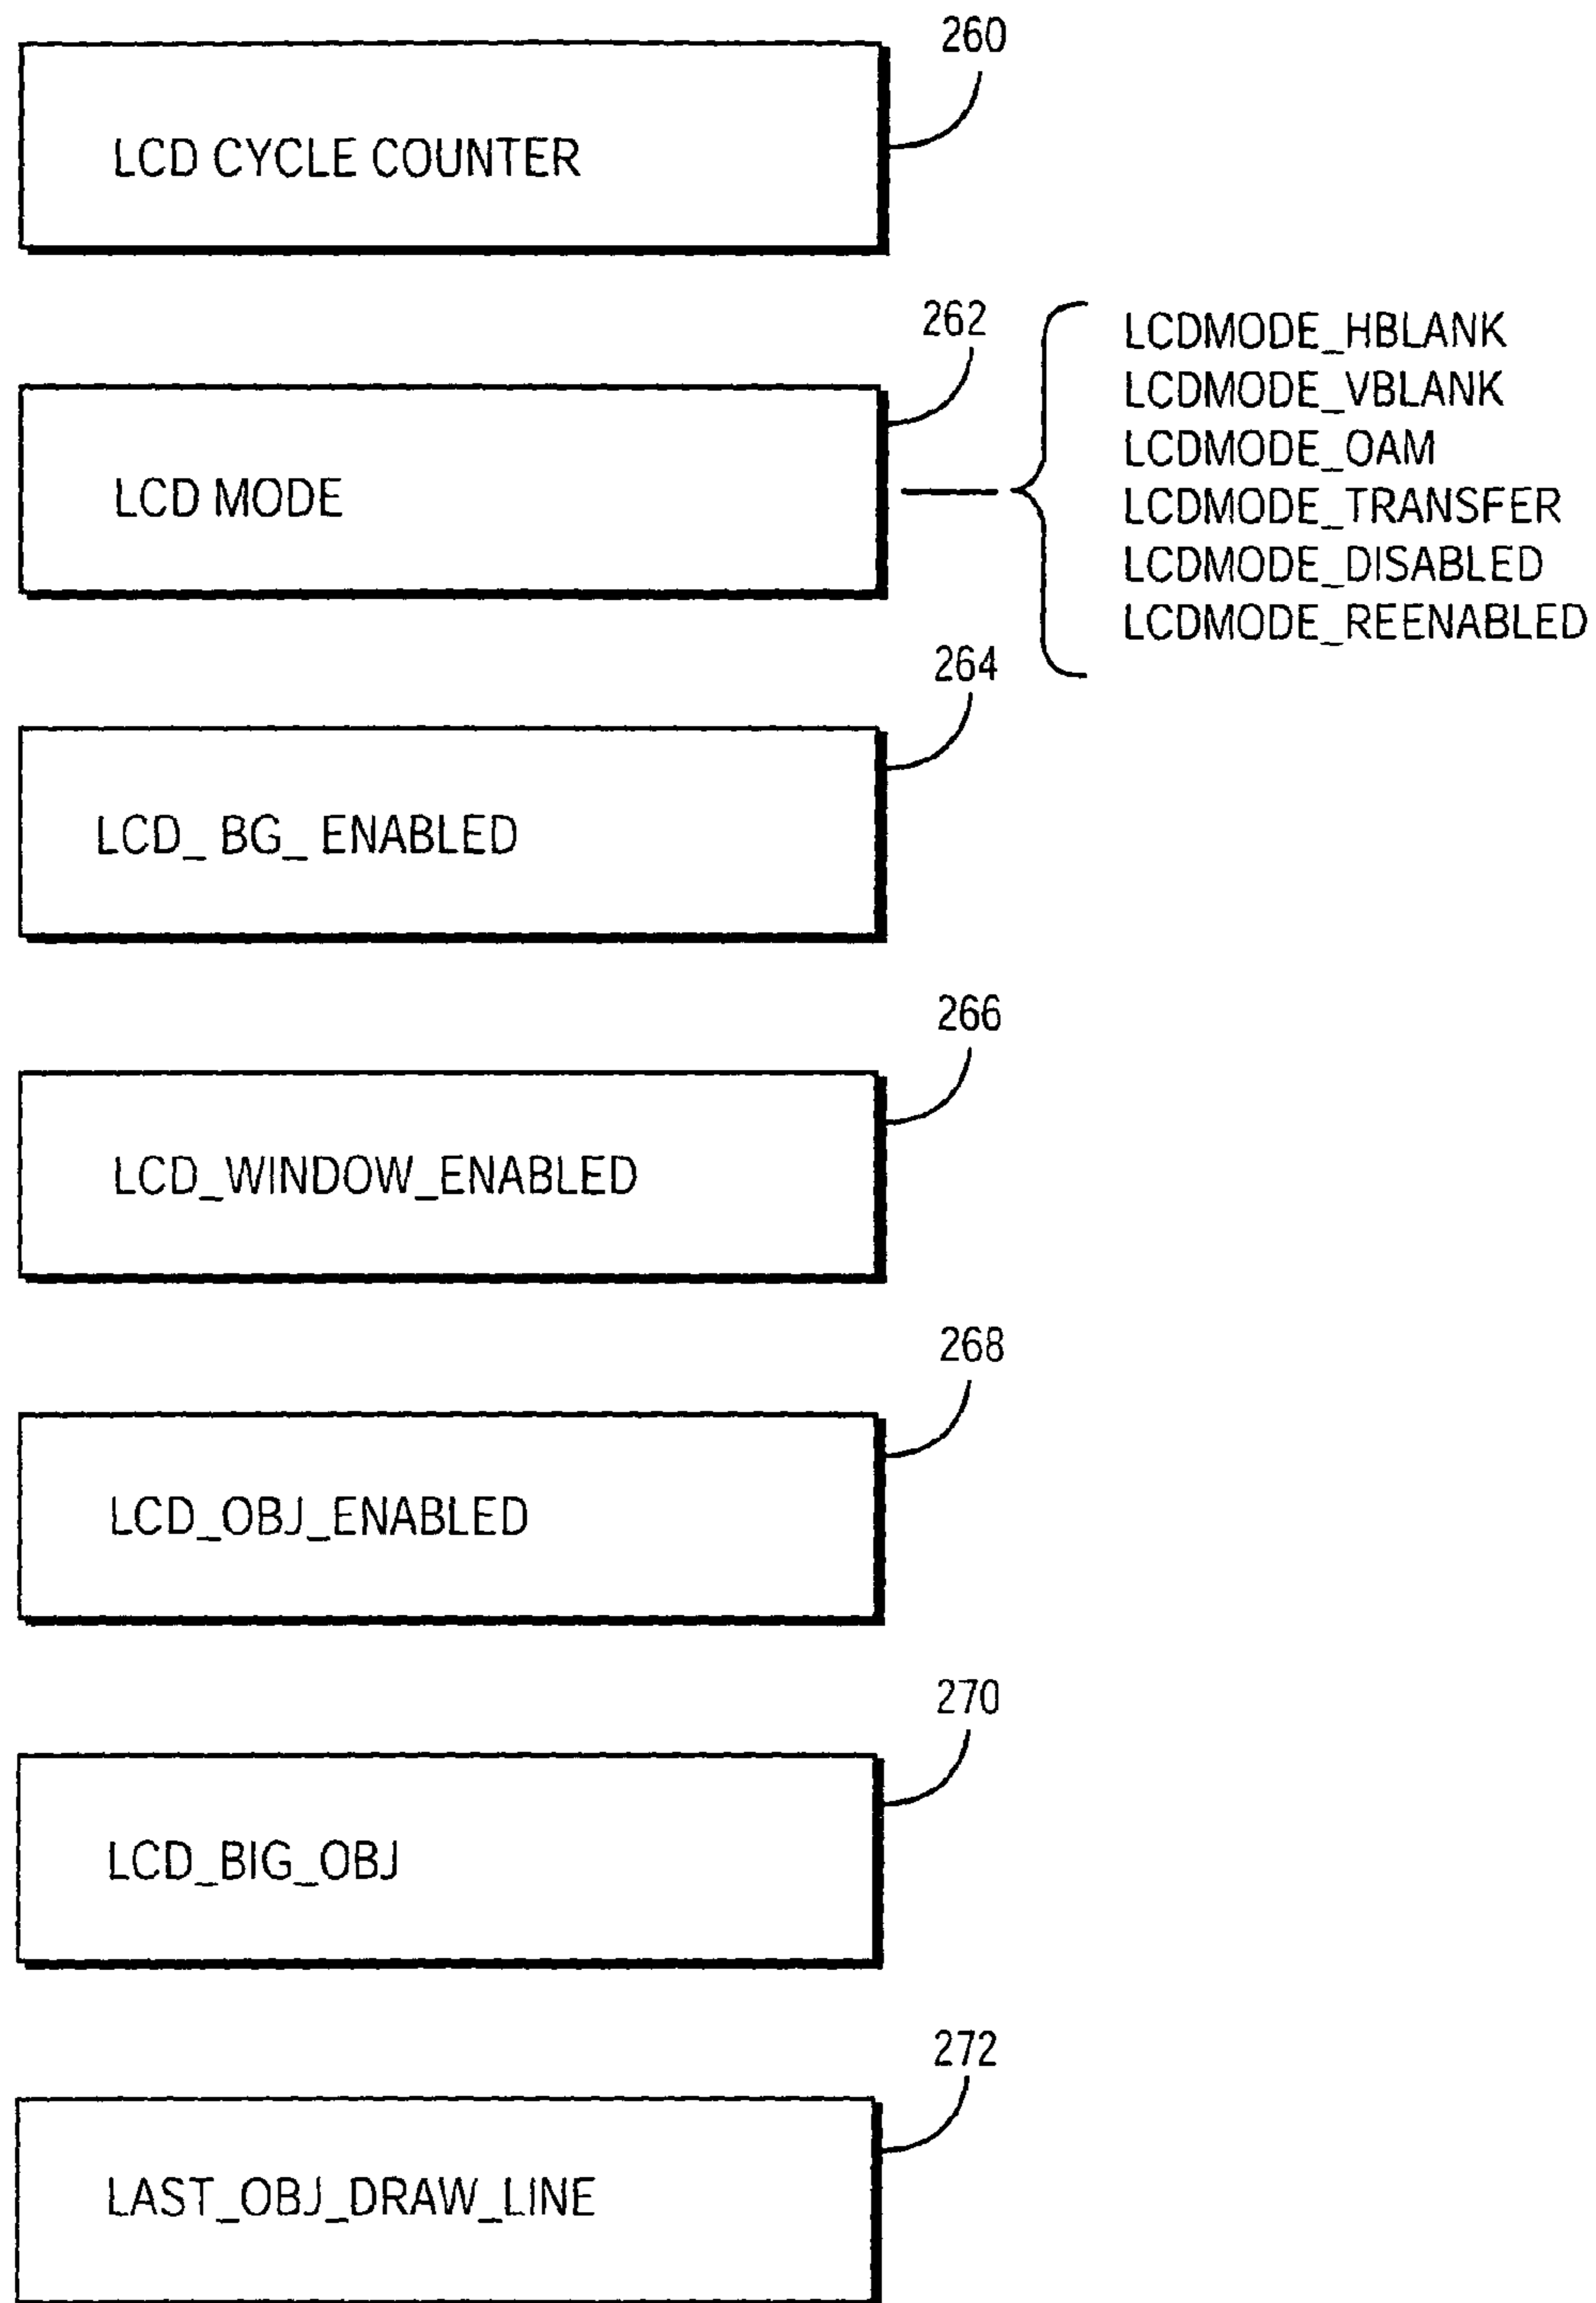 260
LCD CYCLE COUNTER
262
LCD MODE
LCDMODE_HBLANK
LCDMODE_VBLANK
LCDMODE_OAM
LCDMODE_TRANSFER
LCDMODE_DISABLED
LCDMODE_REENABLED
264
LCD_ BG_ ENABLED
266
LCD_WINDOW_ENABLED
268
LCD_OBJ_ENABLED
270
LCD_BIG_OBJ
272
LAST_OBJ_DRAW_LINE